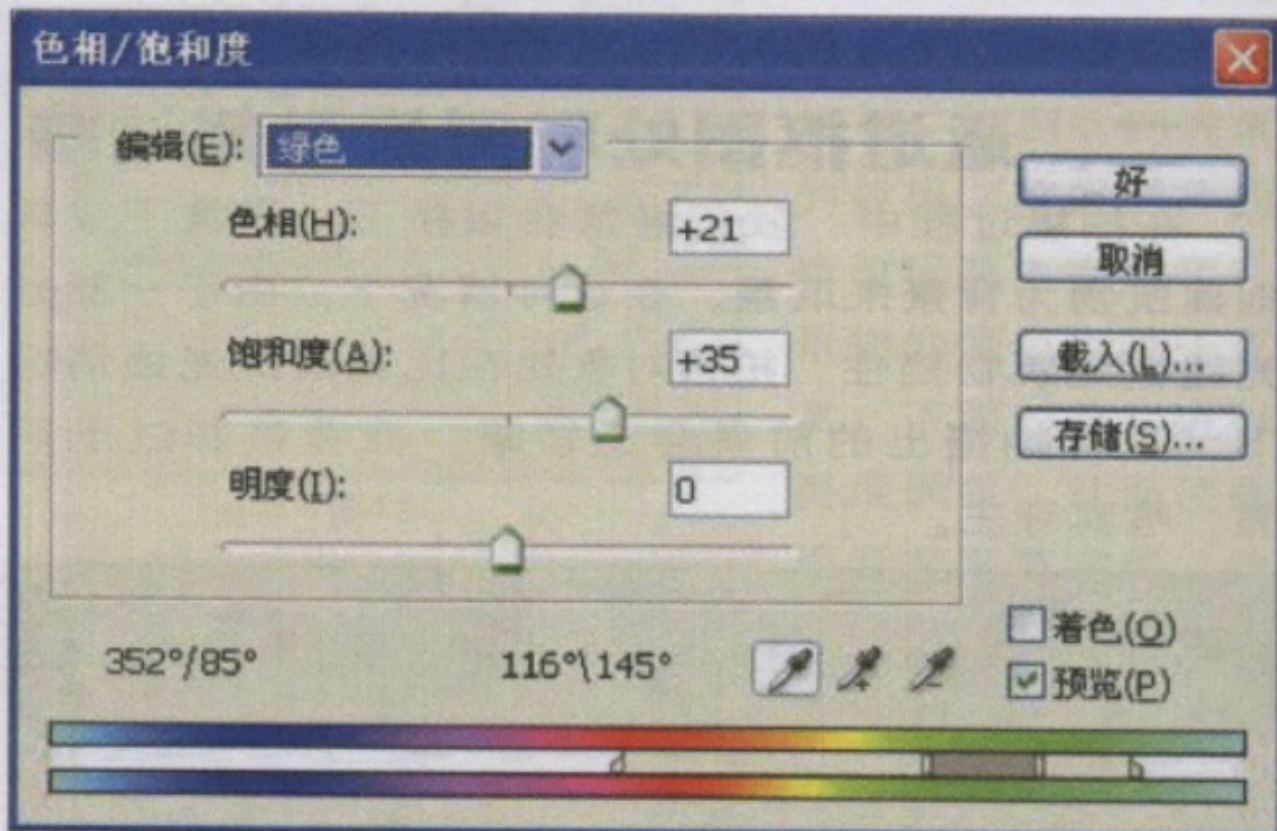 色相/饱和度
编辑(E): 绿色
色相(H): +21
饱和度(A): +35
明度(I): 0
好
取消
载入(L)...
存储(S)...
352°/85° 116°\145°
着色(O)
预览(P)